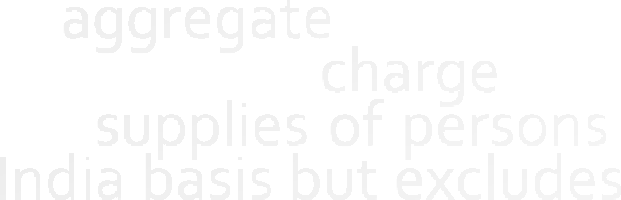 aggregate
charge
supplies of persons
India basis but excludes